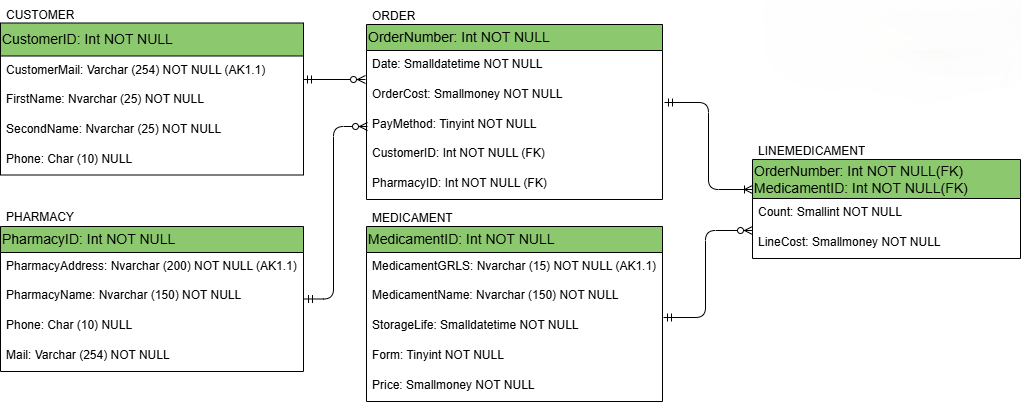 CUSTOMER
CustomerID: Int NOT NULL
CustomerMail: Varchar (254) NOT NULL (AK1.1)
FirstName: Nvarchar (25) NOT NULL
SecondName: Nvarchar (25) NOT NULL
Phone: Char (10) NULL
ORDER
OrderNumber: Int NOT NULL
Date: Smalldatetime NOT NULL
OrderCost: Smallmoney NOT NULL
PayMethod: Tinyint NOT NULL
CustomerID: Int NOT NULL (FK)
PharmacyID: Int NOT NULL (FK)
LINEMEDICAMENT
OrderNumber: Int NOT NULL(FK)
MedicamentID: Int NOT NULL(FK)
Count: Smallint NOT NULL
LineCost: Smallmoney NOT NULL
PHARMACY
PharmacyID: Int NOT NULL
PharmacyAddress: Nvarchar (200) NOT NULL (AK1.1)
PharmacyName: Nvarchar (150) NOT NULL
Phone: Char (10) NULL
Mail: Varchar (254) NOT NULL
MEDICAMENT
MedicamentID: Int NOT NULL
MedicamentGRLS: Nvarchar (15) NOT NULL (AK1.1)
MedicamentName: Nvarchar (150) NOT NULL
StorageLife: Smalldatetime NOT NULL
Form: Tinyint NOT NULL
Price: Smallmoney NOT NULL